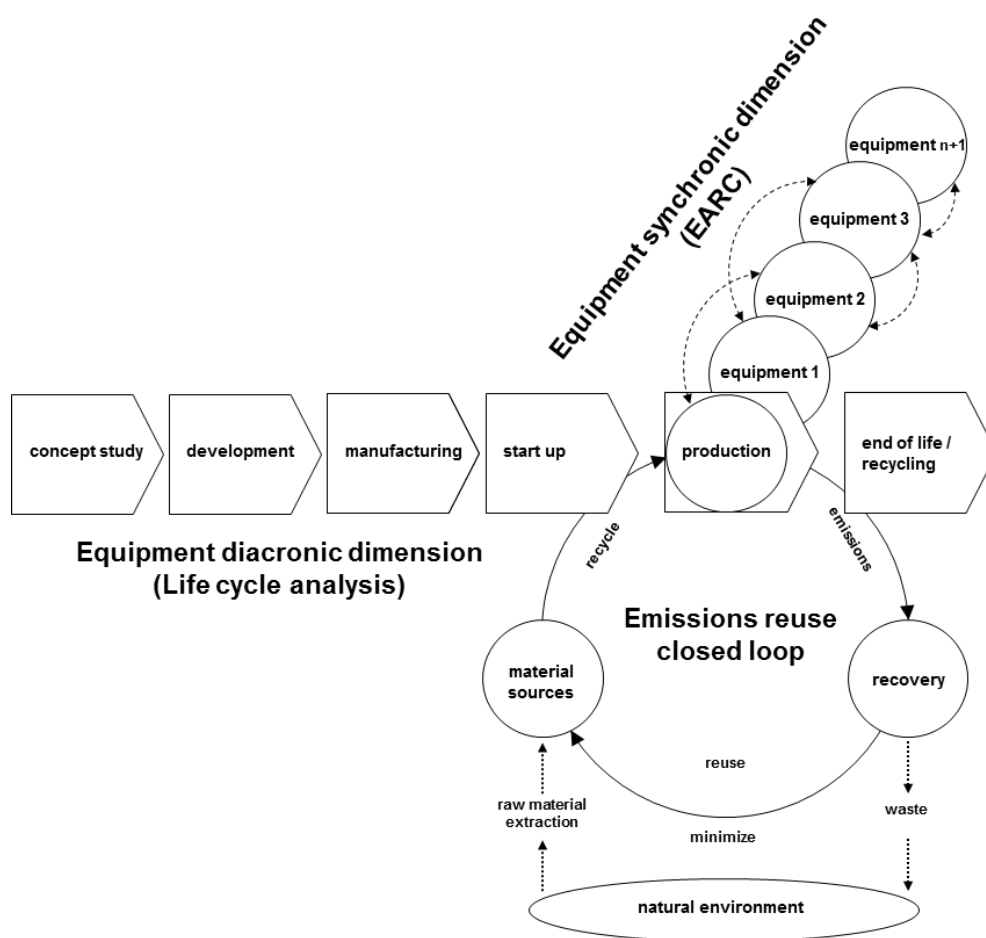 Equipment synchronic dimension
(EARC)
equipment n+1
equipment 3
equipment 2
equipment 1
concept study
development
manufacturing
start up
production
end of life /
recycling
Equipment diacronic dimension
(Life cycle analysis)
recycle
emissions
Emissions reuse
closed loop
material
sources
recovery
reuse
raw material
extraction
waste
minimize
natural environment